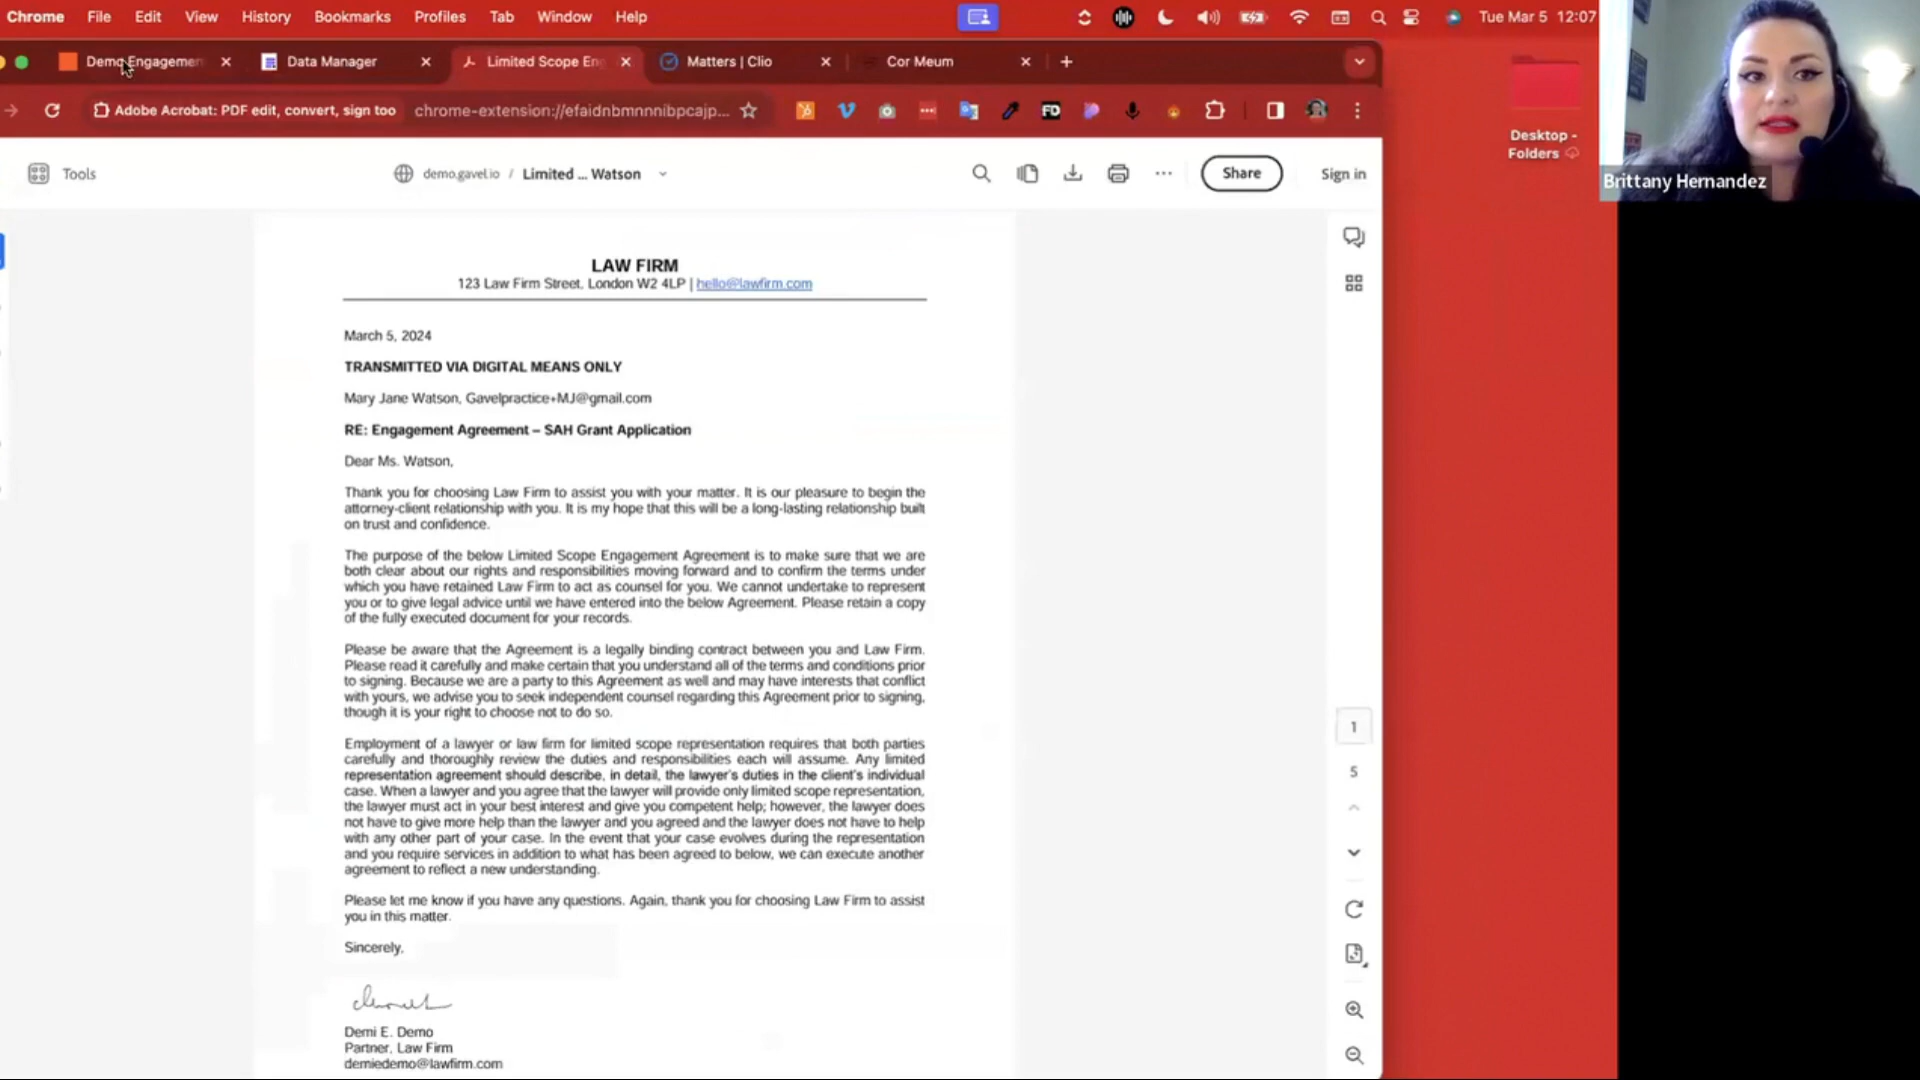 Chrome File Edit View History Bookmarks Profiles Tab Window Help Tue Mar 5 12:07
Demo Engagemen Data Manager Limited Scope Eng Matters | Clio Cor Meum
Adobe Acrobat: PDF edit, convert, sign too chrome-extension://efaidnbmnnnibpcajp...
Desktop -
Folders
Brittany Hernandez
Tools demo.gavel.io / Limited ... Watson Share Sign in
LAW FIRM
123 Law Firm Street, London W2 4LP | hello@lawfirm.com
March 5, 2024
TRANSMITTED VIA DIGITAL MEANS ONLY
Mary Jane Watson, Gavelpractice+MJ@gmail.com
RE: Engagement Agreement – SAH Grant Application
Dear Ms. Watson,
Thank you for choosing Law Firm to assist you with your matter. It is our pleasure to begin the
attorney-client relationship with you. It is my hope that this will be a long-lasting relationship built
on trust and confidence.
The purpose of the below Limited Scope Engagement Agreement is to make sure that we are
both clear about our rights and responsibilities moving forward and to confirm the terms under
which you have retained Law Firm to act as counsel for you. We cannot undertake to represent
you or to give legal advice until we have entered into the below Agreement. Please retain a copy
of the fully executed document for your records.
Please be aware that the Agreement is a legally binding contract between you and Law Firm.
Please read it carefully and make certain that you understand all of the terms and conditions prior
to signing. Because we are a party to this Agreement as well and may have interests that conflict
with yours, we advise you to seek independent counsel regarding this Agreement prior to signing,
though it is your right to choose not to do so.
Employment of a lawyer or law firm for limited scope representation requires that both parties
carefully and thoroughly review the duties and responsibilities each will assume. Any limited
representation agreement should describe, in detail, the lawyer's duties in the client's individual
case. When a lawyer and you agree that the lawyer will provide only limited scope representation,
the lawyer must act in your best interest and give you competent help; however, the lawyer does
not have to give more help than the lawyer and you agreed and the lawyer does not have to help
with any other part of your case. In the event that your case evolves during the representation
and you require services in addition to what has been agreed to below, we can execute another
agreement to reflect a new understanding.
Please let me know if you have any questions. Again, thank you for choosing Law Firm to assist
you in this matter.
Sincerely,
Demi E. Demo
Partner, Law Firm
demiedemo@lawfirm.com
1
5
FD